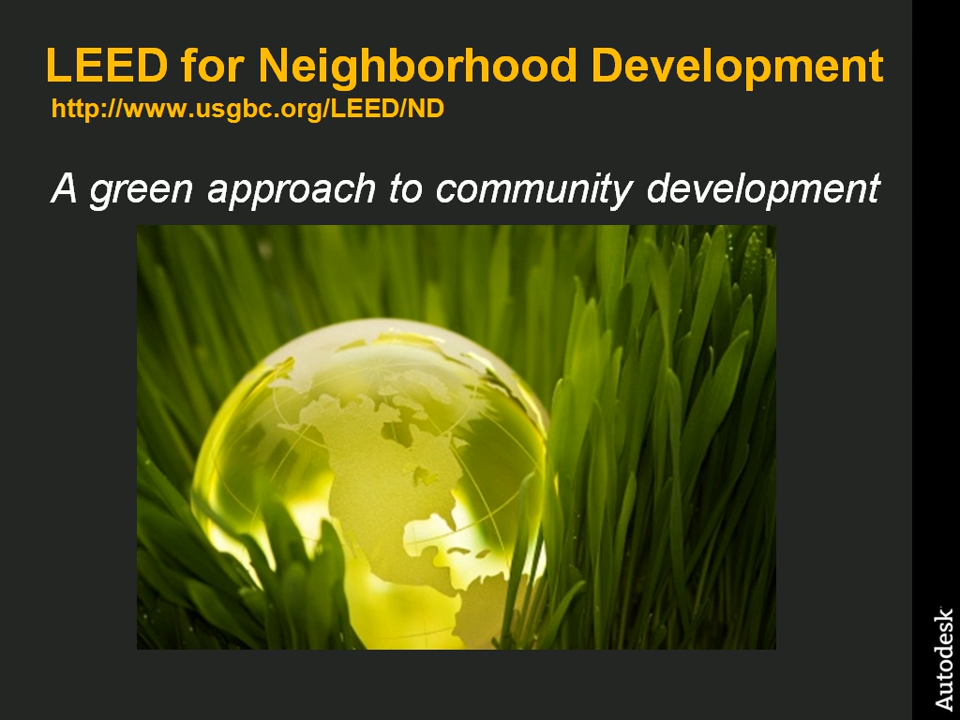 LEED for Neighborhood Development
http://www.usgbc.org/LEED/ND
A green approach to community development
Autodesk